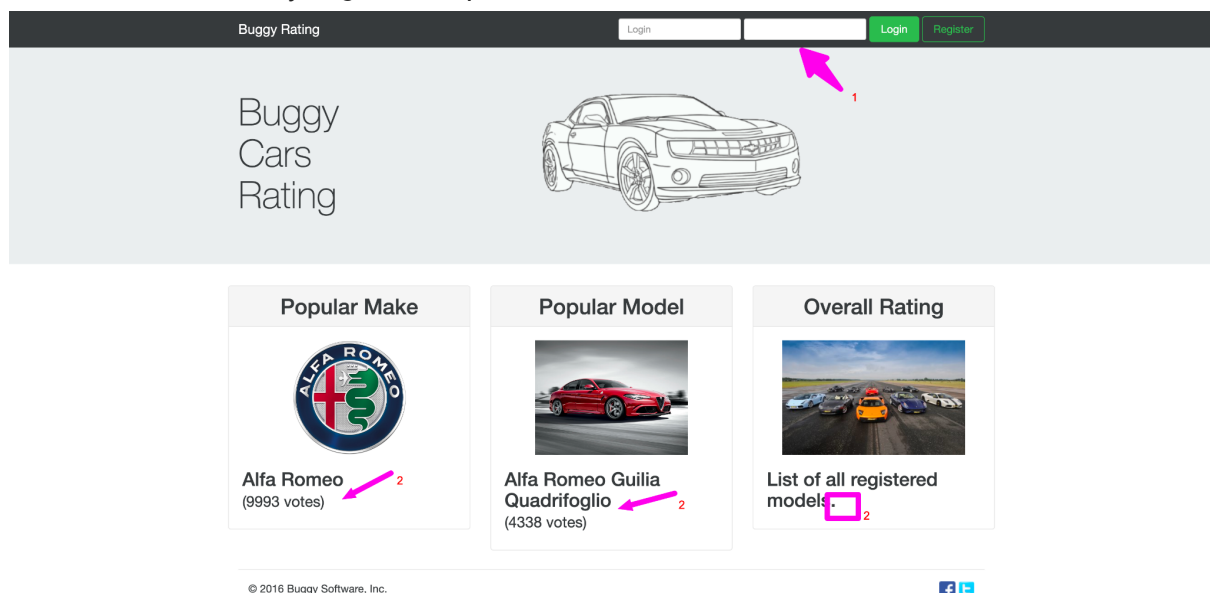 Buggy Rating
Login
Login
Register
1
Buggy
Cars
Rating
Popular Make
Popular Model
Overall Rating
ALFA ROMEO
Alfa Romeo
2
(9993 votes)
Alfa Romeo Guilia
Quadrifoglio
2
(4338 votes)
List of all registered
models.
2
© 2016 Buggy Software, Inc.